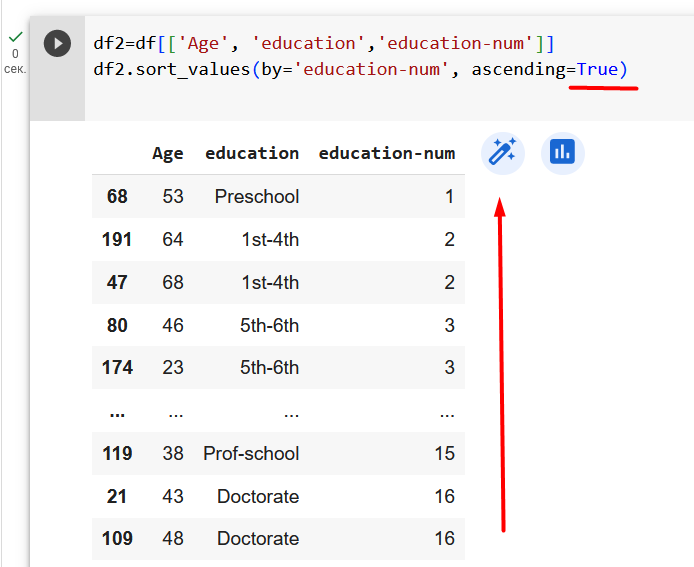 0
сек.
df2=df[['Age', 'education','education-num']]
df2.sort_values(by='education-num', ascending=True)
Age education education-num
68 53 Preschool 1
191 64 1st-4th 2
47 68 1st-4th 2
80 46 5th-6th 3
174 23 5th-6th 3
... ... ... ...
119 38 Prof-school 15
21 43 Doctorate 16
109 48 Doctorate 16